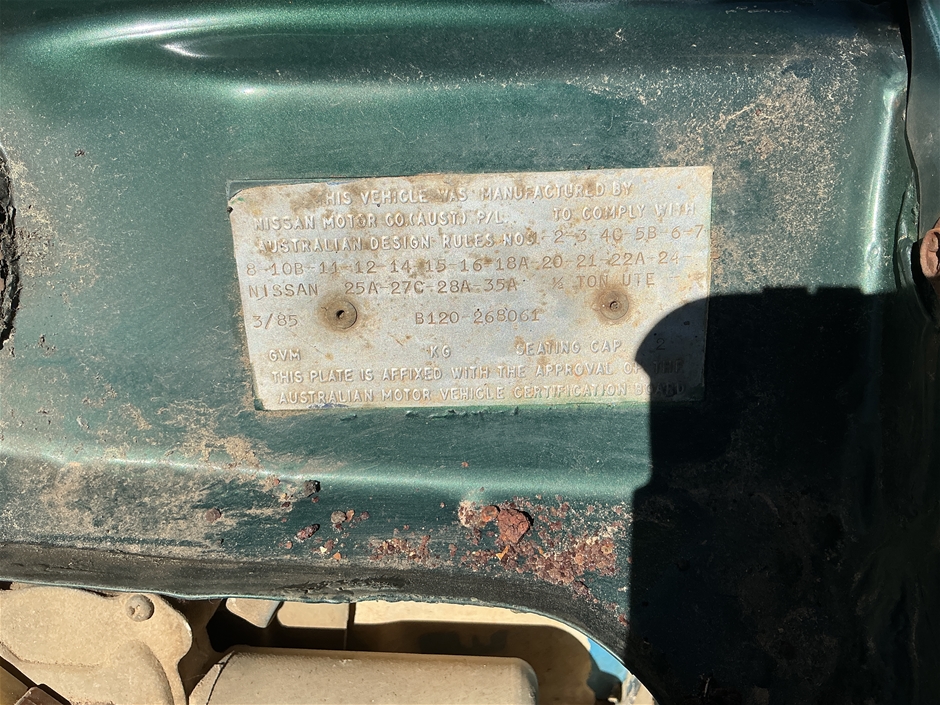 HIS VEHICLE WAS MANUFACTURED BY
NISSAN MOTOR CO.(AUST.) P/L. TO COMPLY WITH
AUSTRALIAN DESIGN RULES NOS. 2-3-4C-5B-6-7
8-10B-11-12-14-15-16-18A-20-21-22A-24-
NISSAN 25A-27C-28A-35A ½ TON UTE
3/85 B120-268061
GVM KG SEATING CAP 2
THIS PLATE IS AFFIXED WITH THE APPROVAL OF THE
AUSTRALIAN MOTOR VEHICLE CERTIFICATION BOARD